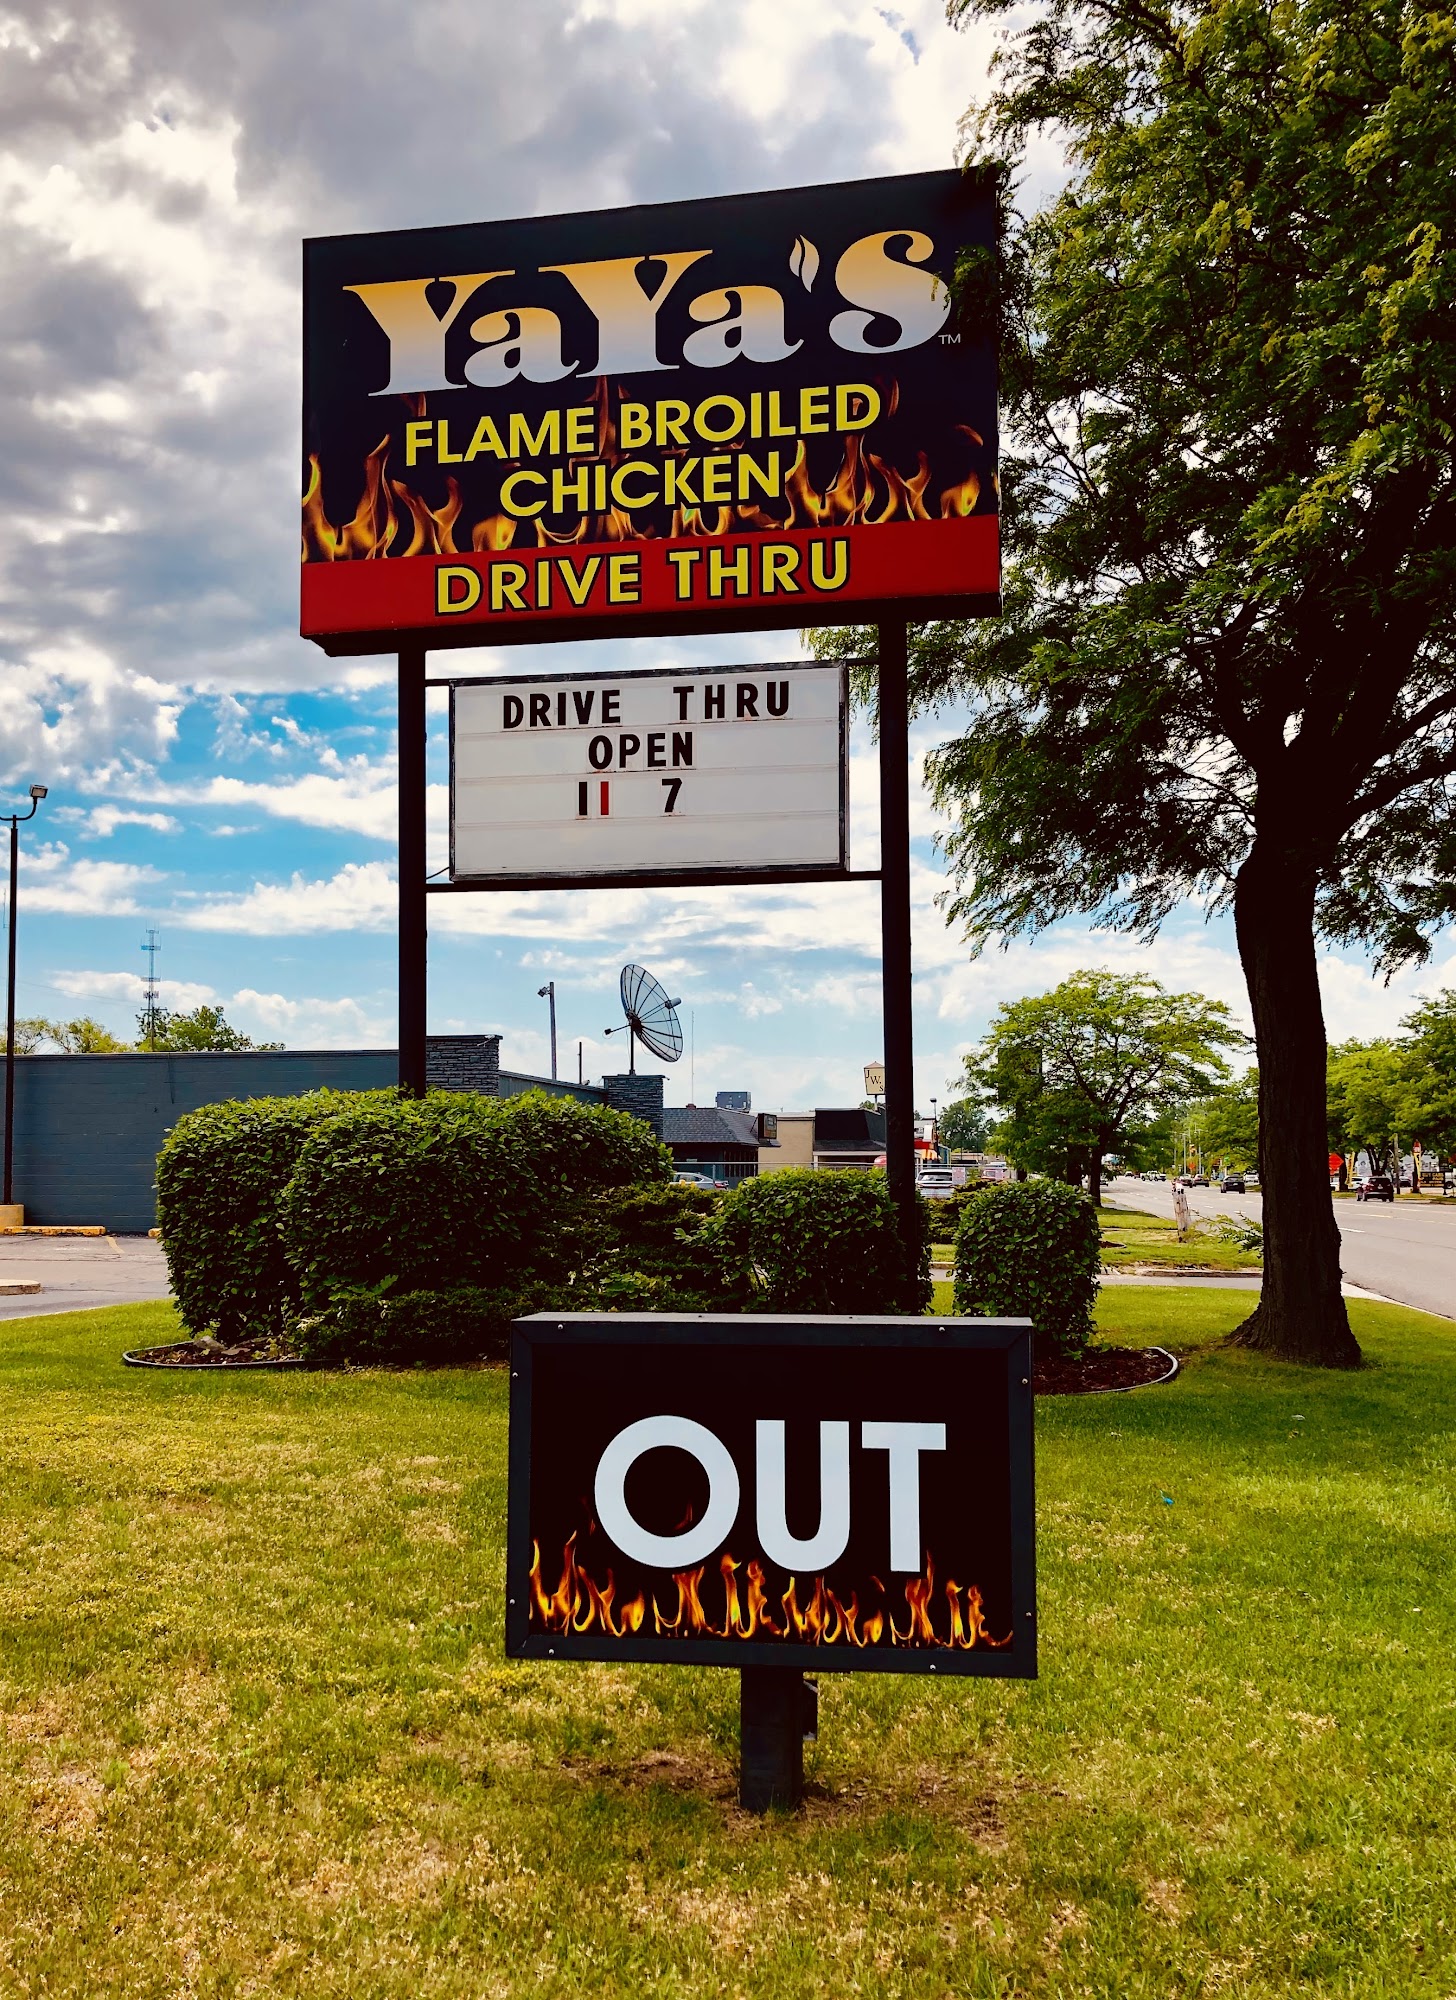 YaYa's TM
FLAME BROILED
CHICKEN
DRIVE THRU
DRIVE THRU
OPEN
11 7
W.
OUT